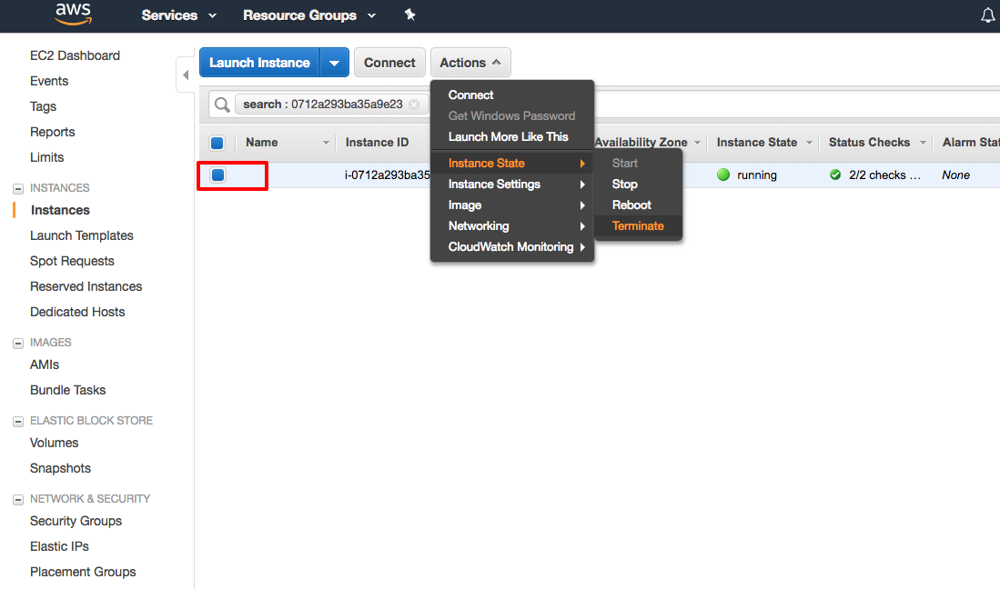 aws Services Resource Groups
EC2 Dashboard
Events
Tags
Reports
Limits
INSTANCES
Instances
Launch Templates
Spot Requests
Reserved Instances
Dedicated Hosts
IMAGES
AMIs
Bundle Tasks
ELASTIC BLOCK STORE
Volumes
Snapshots
NETWORK & SECURITY
Security Groups
Elastic IPs
Placement Groups
Launch Instance Connect Actions
search : 0712a293ba35a9e23
Name Instance ID Availability Zone Instance State Status Checks Alarm Stat
i-0712a293ba35 running 2/2 checks ... None
Connect
Get Windows Password
Launch More Like This
Instance State
Instance Settings
Image
Networking
CloudWatch Monitoring
Start
Stop
Reboot
Terminate